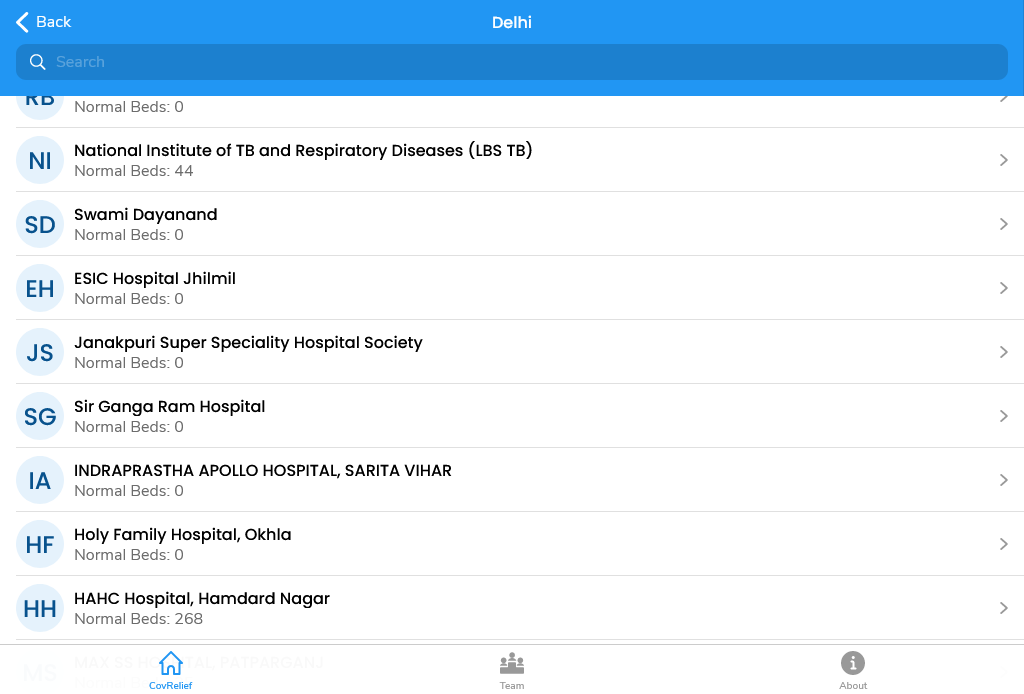 Back
Delhi
Search
RB
Normal Beds: 0
NI
National Institute of TB and Respiratory Diseases (LBS TB)
Normal Beds: 44
SD
Swami Dayanand
Normal Beds: 0
EH
ESIC Hospital Jhilmil
Normal Beds: 0
JS
Janakpuri Super Speciality Hospital Society
Normal Beds: 0
SG
Sir Ganga Ram Hospital
Normal Beds: 0
IA
INDRAPRASTHA APOLLO HOSPITAL, SARITA VIHAR
Normal Beds: 0
HF
Holy Family Hospital, Okhla
Normal Beds: 0
HH
HAHC Hospital, Hamdard Nagar
Normal Beds: 268
MS
MAX SS HOSPITAL, PATPARGANJ
CovRelief
Team
About